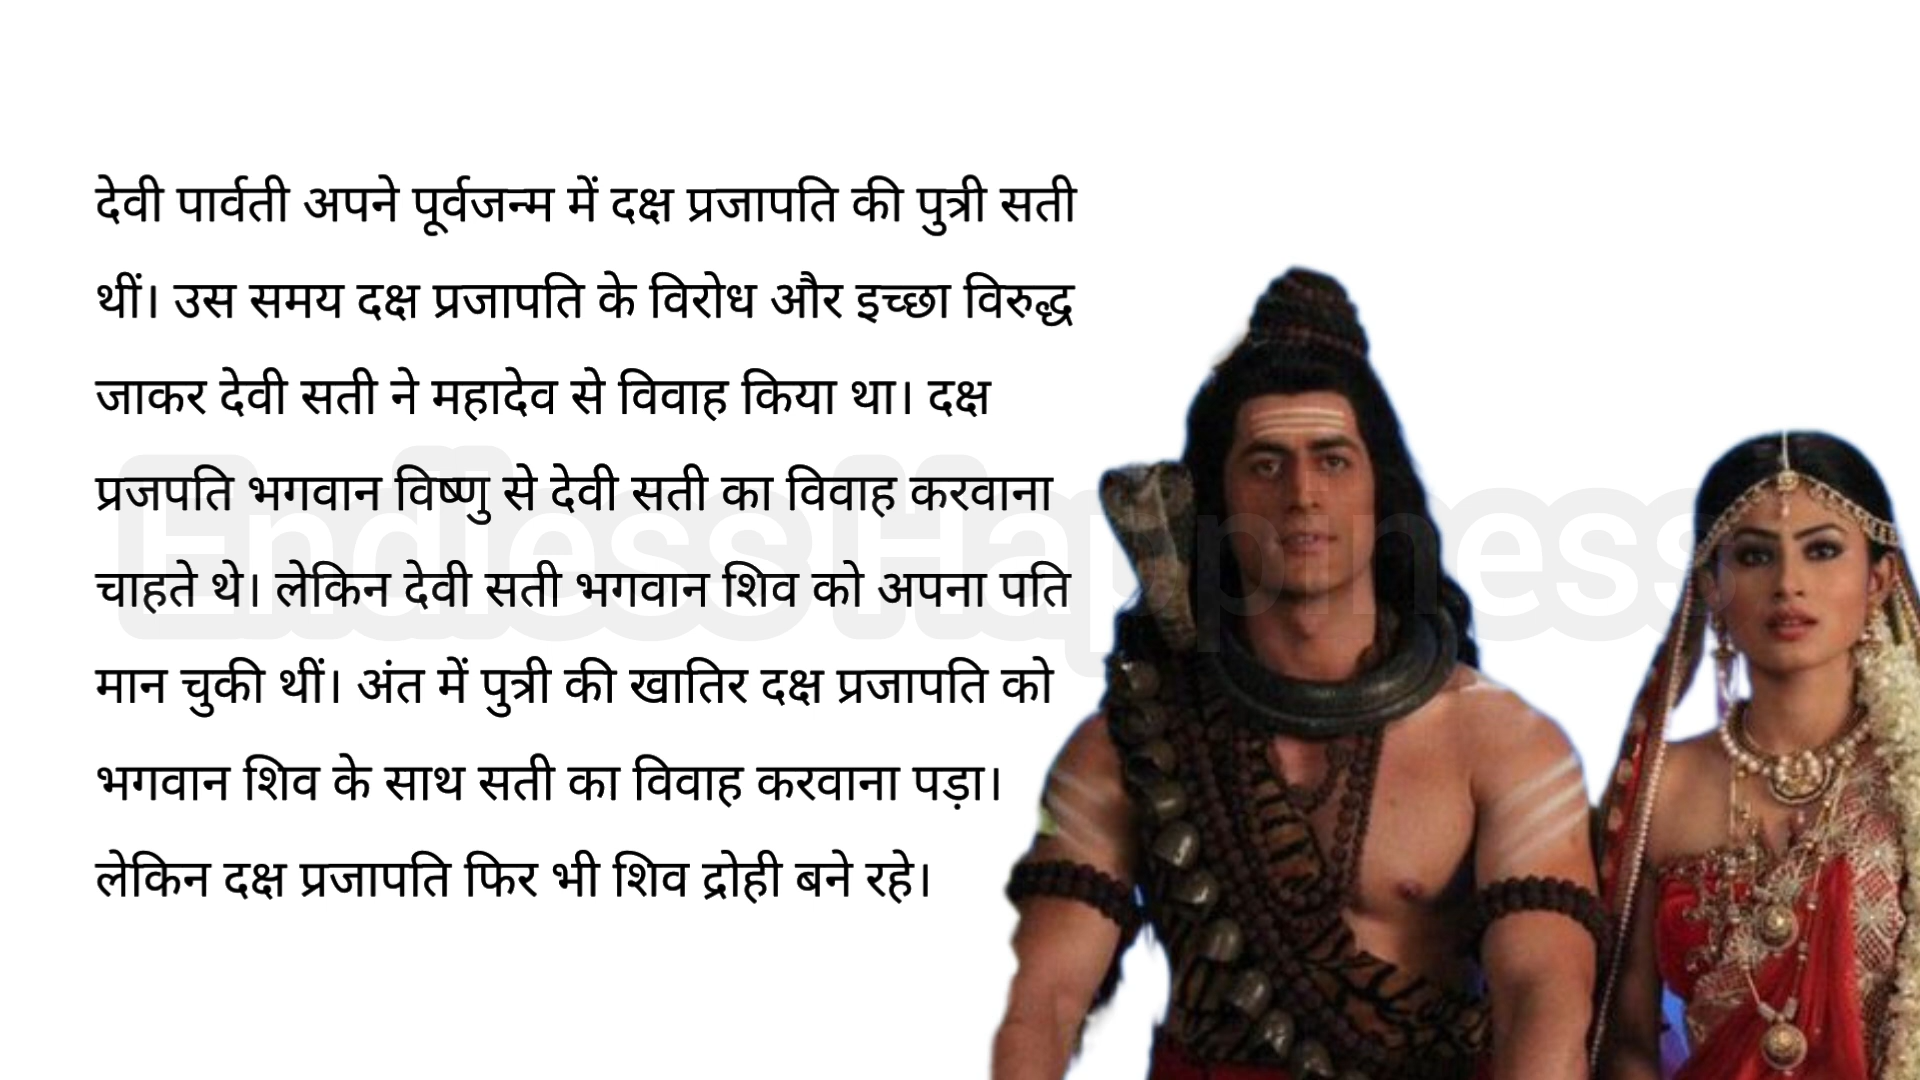 देवी पार्वती अपने पूर्वजन्म में दक्ष प्रजापति की पुत्री सती
थीं। उस समय दक्ष प्रजापति के विरोध और इच्छा विरुद्ध
जाकर देवी सती ने महादेव से विवाह किया था। दक्ष
प्रजपति भगवान विष्णु से देवी सती का विवाह करवाना
चाहते थे। लेकिन देवी सती भगवान शिव को अपना पति
मान चुकी थीं। अंत में पुत्री की खातिर दक्ष प्रजापति को
भगवान शिव के साथ सती का विवाह करवाना पड़ा।
लेकिन दक्ष प्रजापति फिर भी शिव द्रोही बने रहे।
Endless Happiness